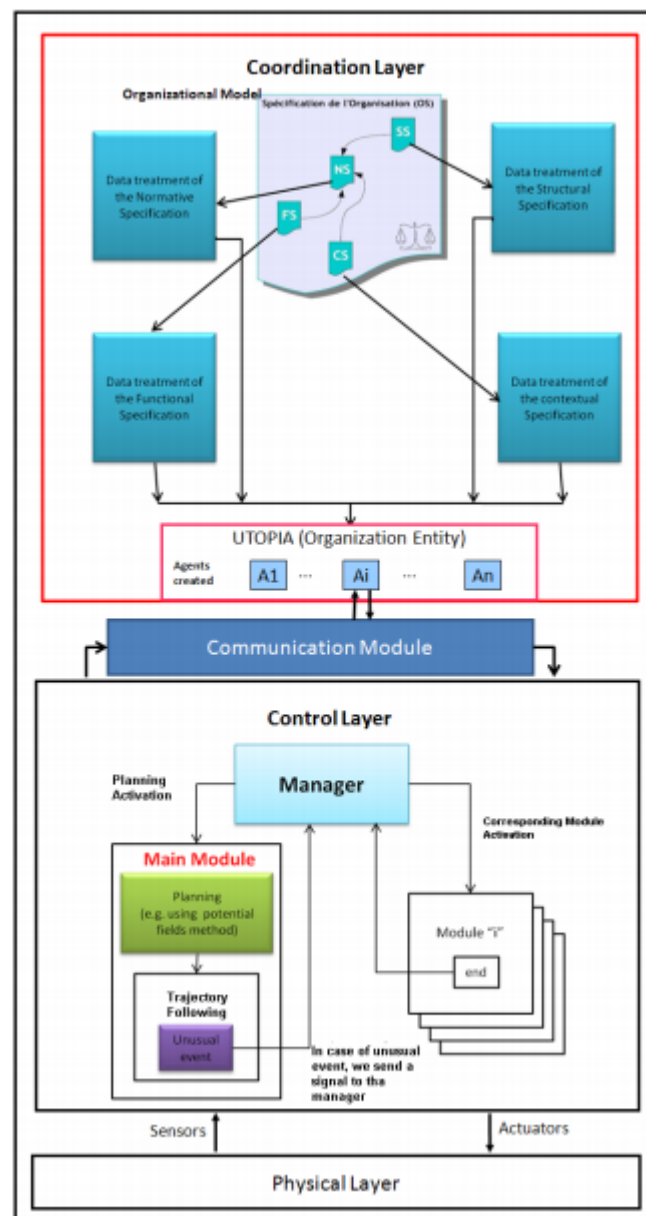 Coordination Layer
Organizational Model
Spécification de l'Organisation (OS)
SS
NS
FS
CS
Data treatment of
the Normative
Specification
Data treatment of
the Structural
Specification
Data treatment of
the Functional
Specification
Data treatment of
the contextual
Specification
UTOPIA (Organization Entity)
Agents
created
A1 .... Ai .... An
Communication Module
Control Layer
Manager
Planning
Activation
Corresponding Module
Activation
Main Module
Planning
(e.g. using potential
fields method)
Module "i"
end
Trajectory
Following
Unusual
event
In case of unusual
event, we send a
signal to tha
manager
Sensors
Actuators
Physical Layer